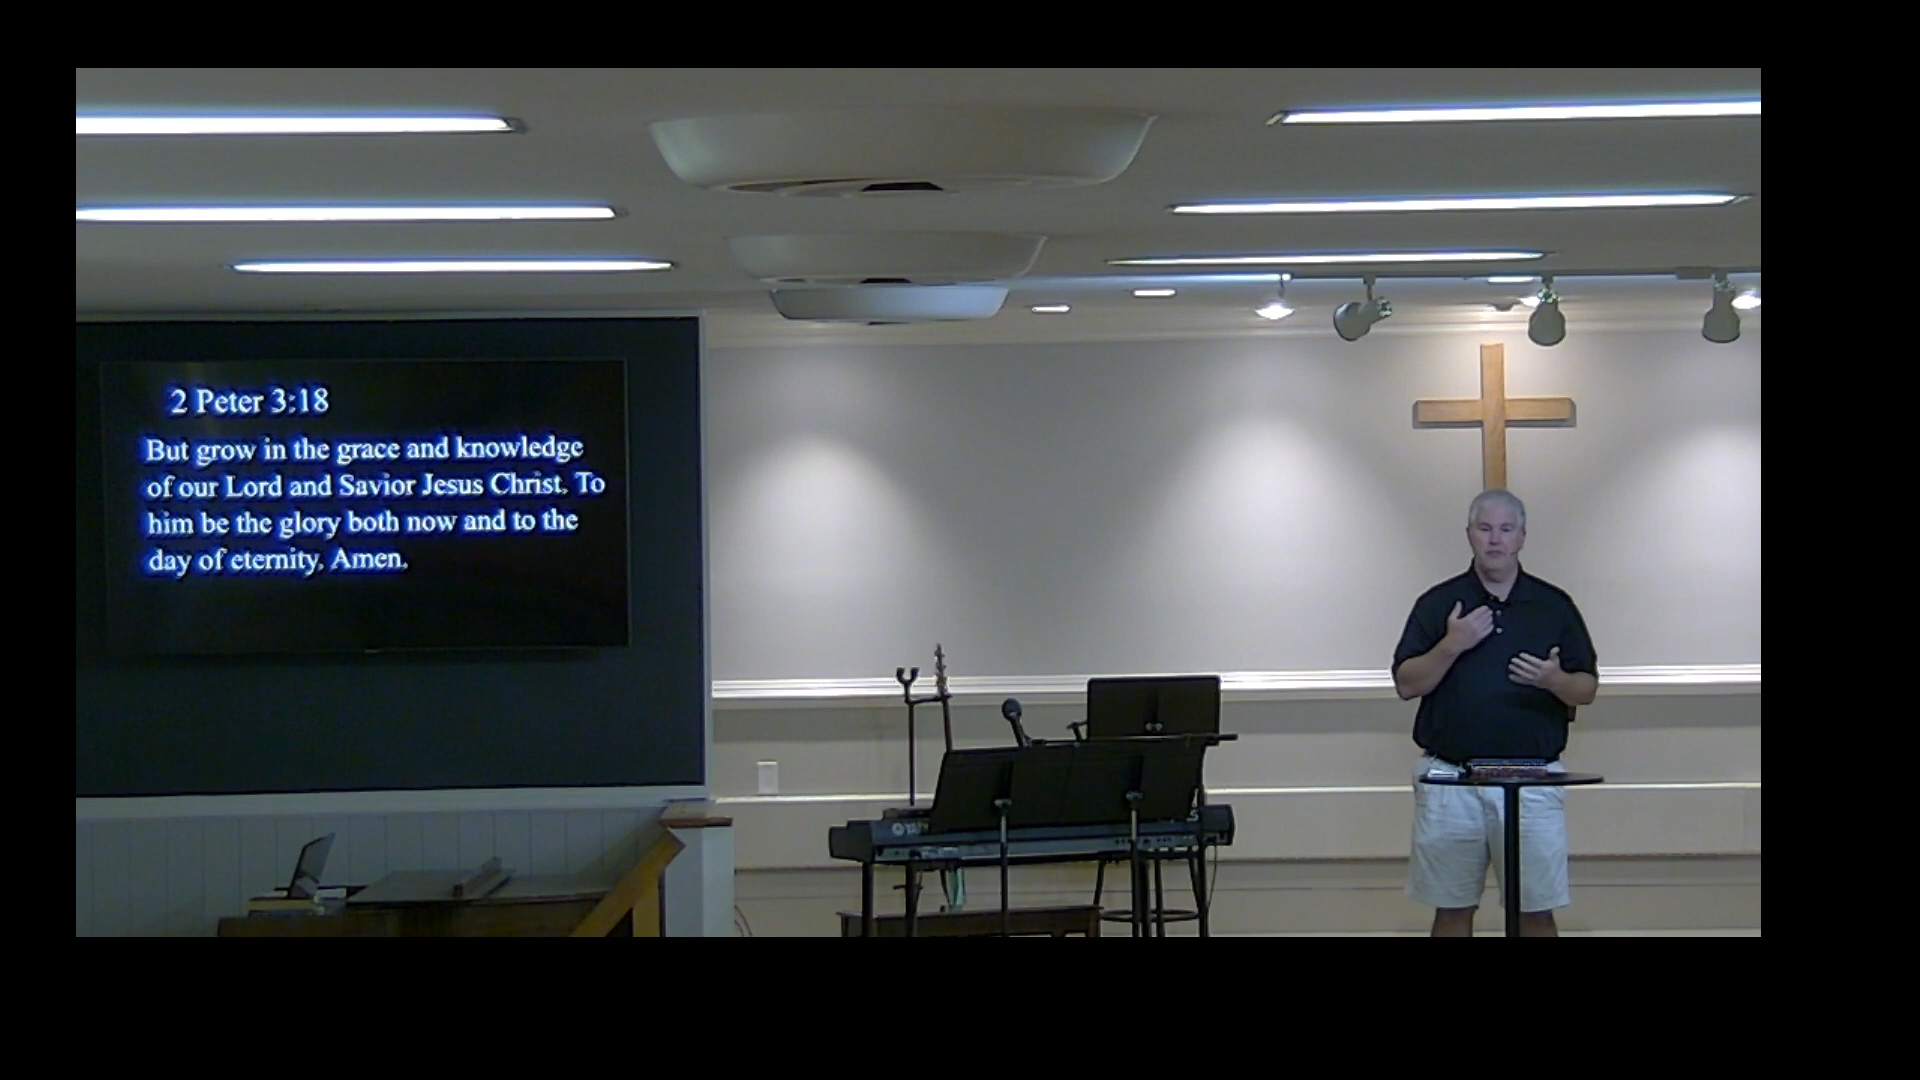 2 Peter 3:18
But grow in the grace and knowledge
of our Lord and Savior Jesus Christ. To
him be the glory both now and to the
day of eternity. Amen.